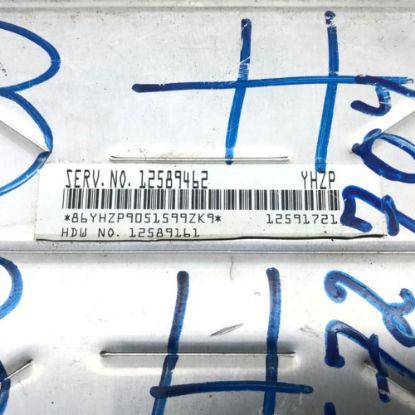 SERV. NO. 12589462 YHZP
*86YHZP9051599ZK9* 12591721
HDW NO. 12589161
H
H